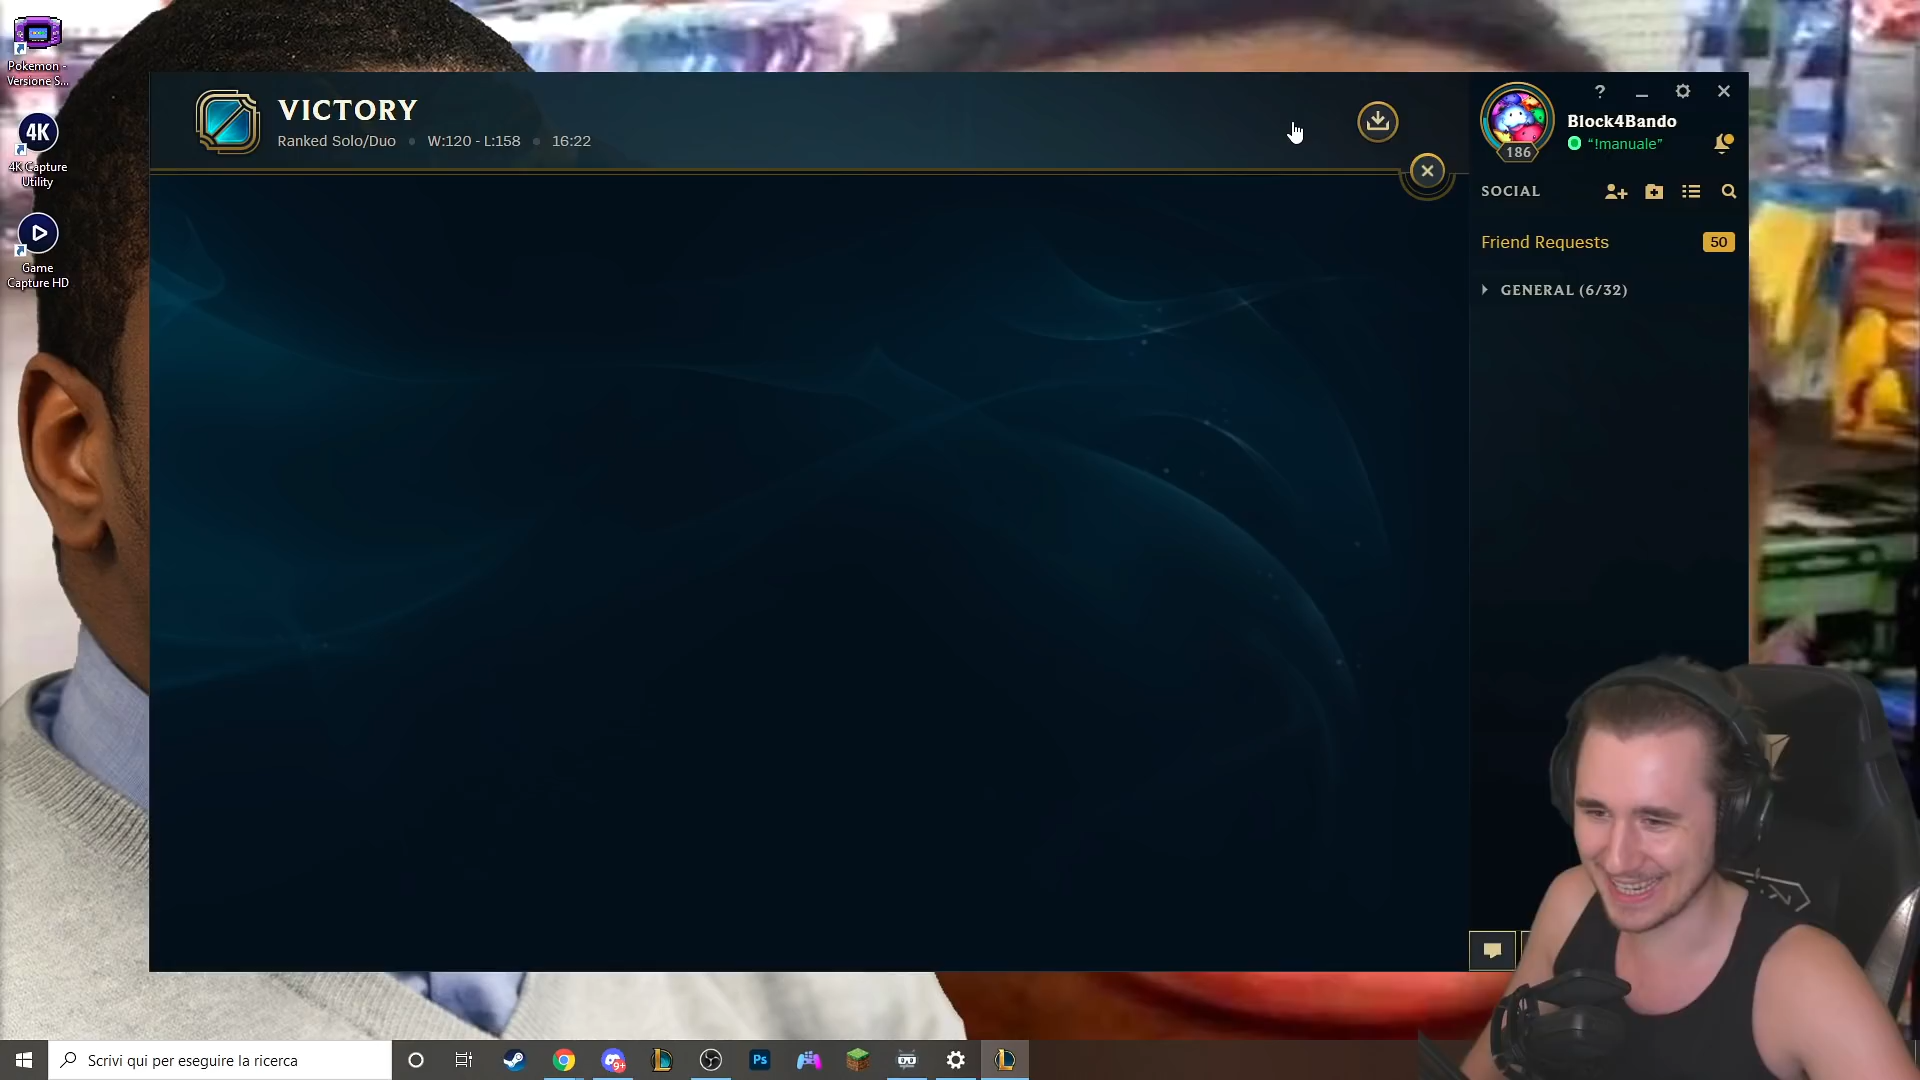 Pokemon -
Versione S...
4K
4K Capture
Utility
Game
Capture HD
VICTORY
Ranked Solo/Duo • W:120 - L:158 • 16:22
?
Block4Bando
"!manuale"
186
SOCIAL
Friend Requests
50
GENERAL (6/32)
Scrivi qui per eseguire la ricerca
9+
Ps